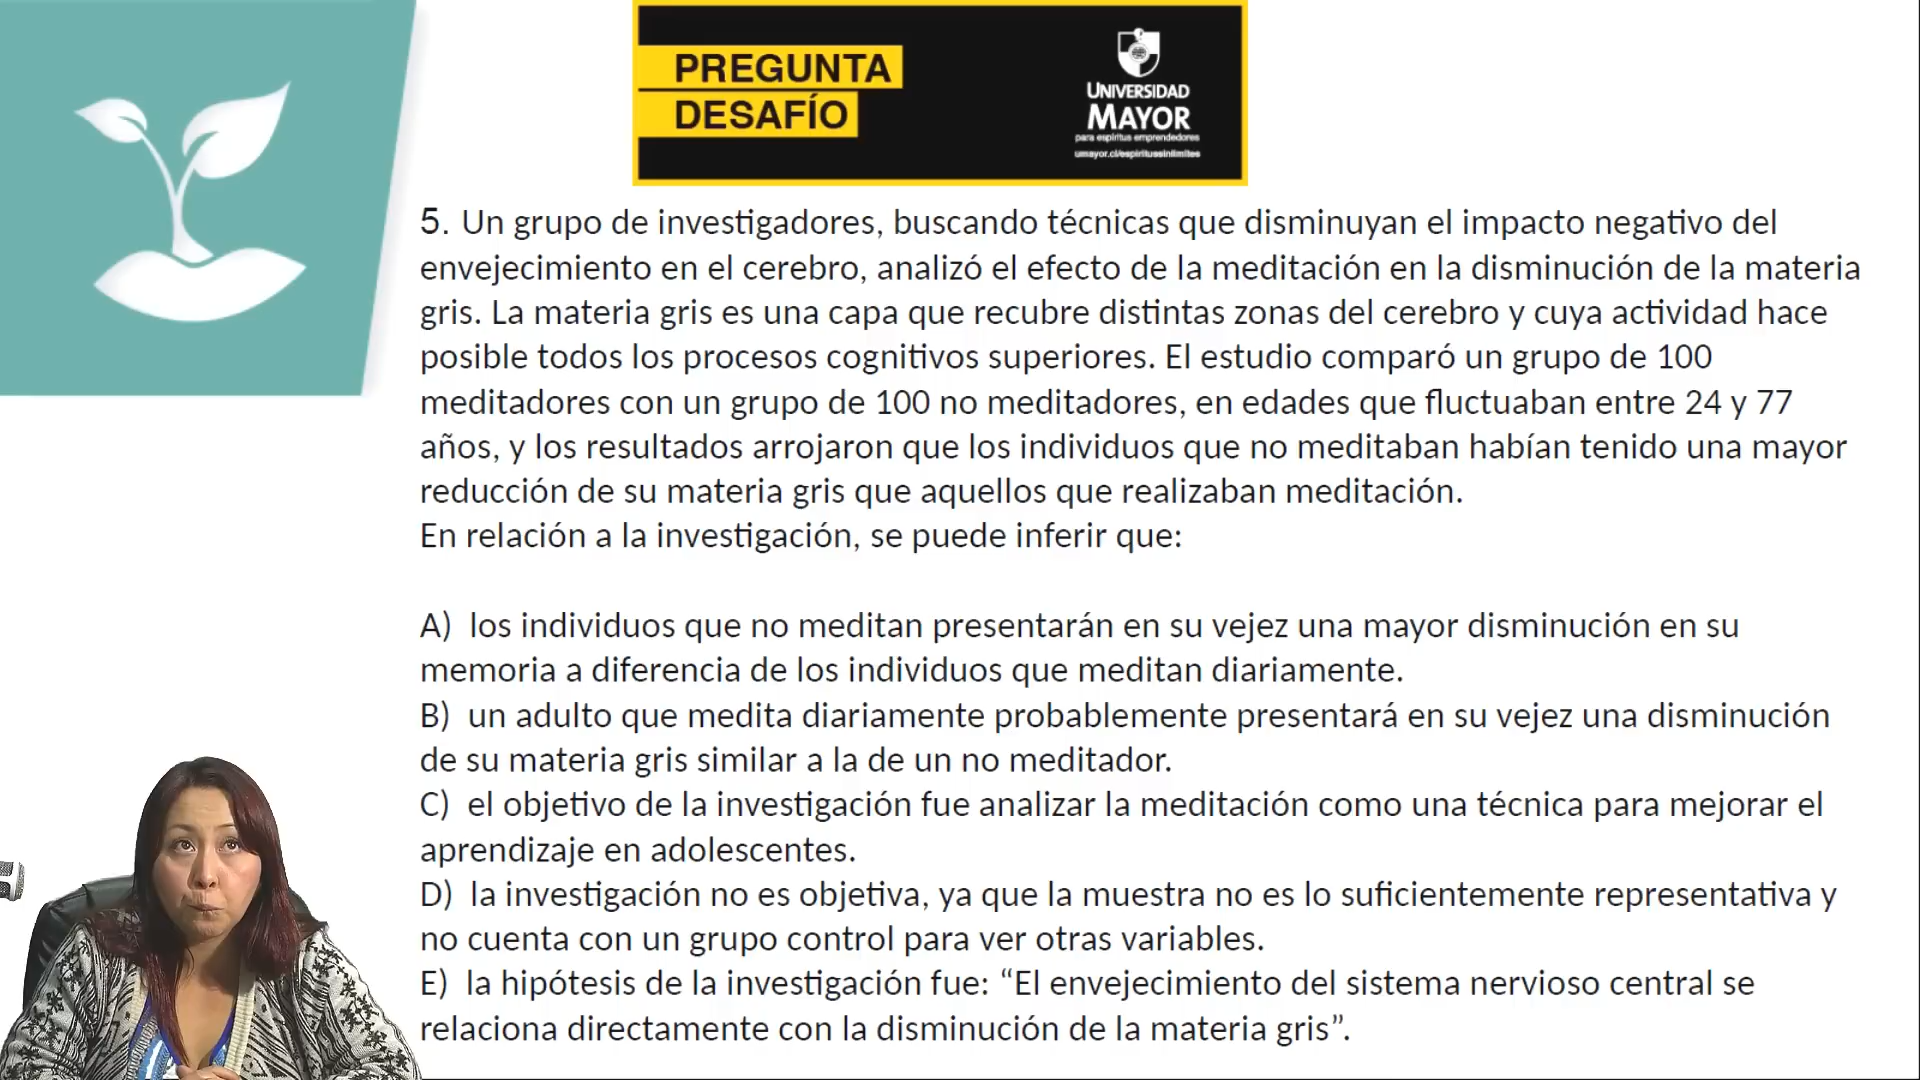 PREGUNTA
DESAFÍO
UNIVERSIDAD
MAYOR
para espíritus emprendedores
umayor.cl/espiritussinlimites
5. Un grupo de investigadores, buscando técnicas que disminuyan el impacto negativo del
envejecimiento en el cerebro, analizó el efecto de la meditación en la disminución de la materia
gris. La materia gris es una capa que recubre distintas zonas del cerebro y cuya actividad hace
posible todos los procesos cognitivos superiores. El estudio comparó un grupo de 100
meditadores con un grupo de 100 no meditadores, en edades que fluctuaban entre 24 y 77
años, y los resultados arrojaron que los individuos que no meditaban habían tenido una mayor
reducción de su materia gris que aquellos que realizaban meditación.
En relación a la investigación, se puede inferir que:
A) los individuos que no meditan presentarán en su vejez una mayor disminución en su
memoria a diferencia de los individuos que meditan diariamente.
B) un adulto que medita diariamente probablemente presentará en su vejez una disminución
de su materia gris similar a la de un no meditador.
C) el objetivo de la investigación fue analizar la meditación como una técnica para mejorar el
aprendizaje en adolescentes.
D) la investigación no es objetiva, ya que la muestra no es lo suficientemente representativa y
no cuenta con un grupo control para ver otras variables.
E) la hipótesis de la investigación fue: “El envejecimiento del sistema nervioso central se
relaciona directamente con la disminución de la materia gris”.